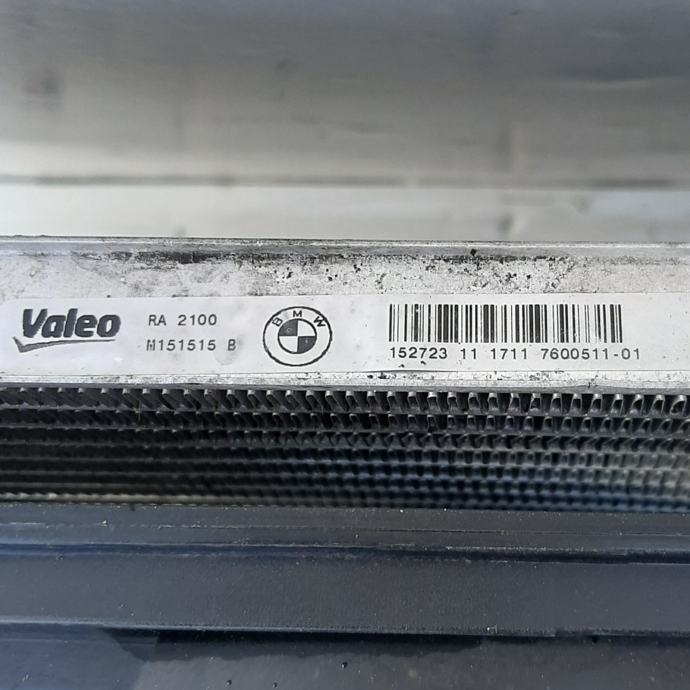 Valeo
RA 2100
M151515 B
BMW
152723 11 1711 7600511-01